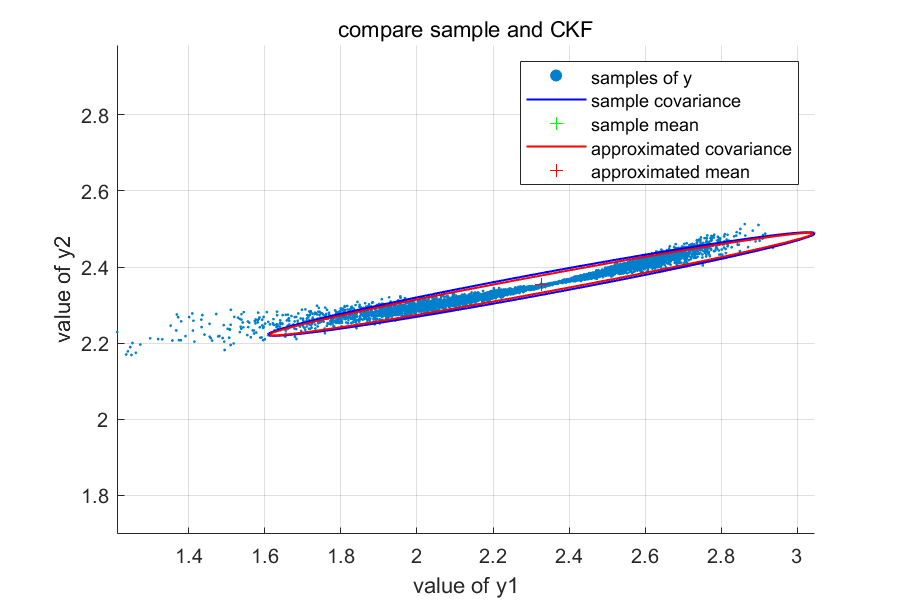 compare sample and CKF
samples of y
sample covariance
sample mean
approximated covariance
approximated mean
value of y2
2.8
2.6
2.4
2.2
2
1.8
1.4
1.6
1.8
2
2.2
2.4
2.6
2.8
3
value of y1